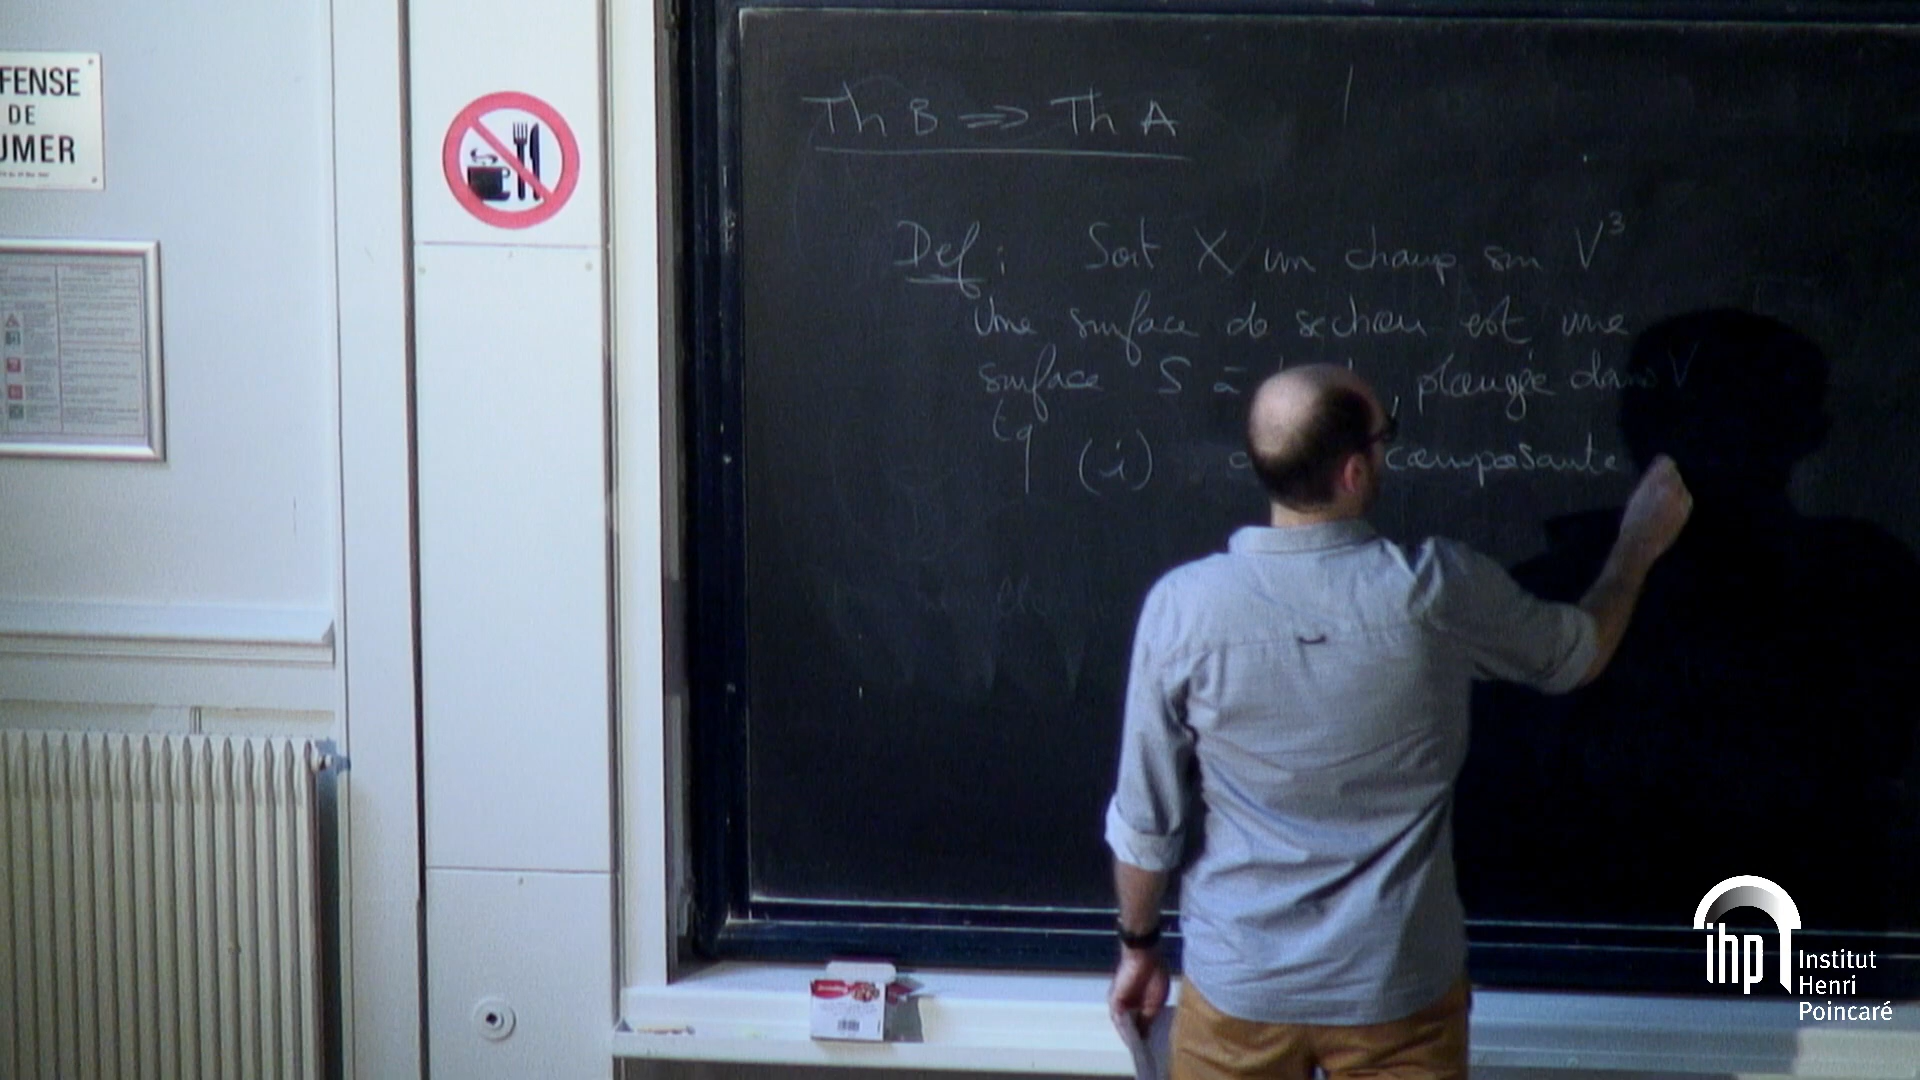 FENSE
DE
UMER
Th B => Th A
Def : Soit X un champ sur V³
Une surface de section est une
surface S à , plongée dans V
tq (i) composante
ihp Institut
Henri
Poincaré